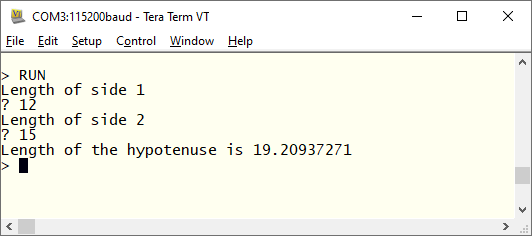 COM3:115200baud - Tera Term VT
File Edit Setup Control Window Help
> RUN
Length of side 1
? 12
Length of side 2
? 15
Length of the hypotenuse is 19.20937271
>